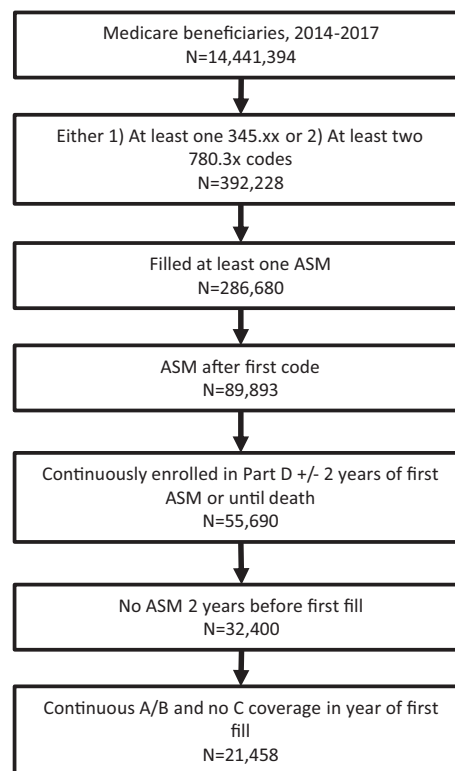 Medicare beneficiaries, 2014-2017
N=14,441,394
Either 1) At least one 345.xx or 2) At least two
780.3x codes
N=392,228
Filled at least one ASM
N=286,680
ASM after first code
N=89,893
Continuously enrolled in Part D +/- 2 years of first
ASM or until death
N=55,690
No ASM 2 years before first fill
N=32,400
Continuous A/B and no C coverage in year of first
fill
N=21,458